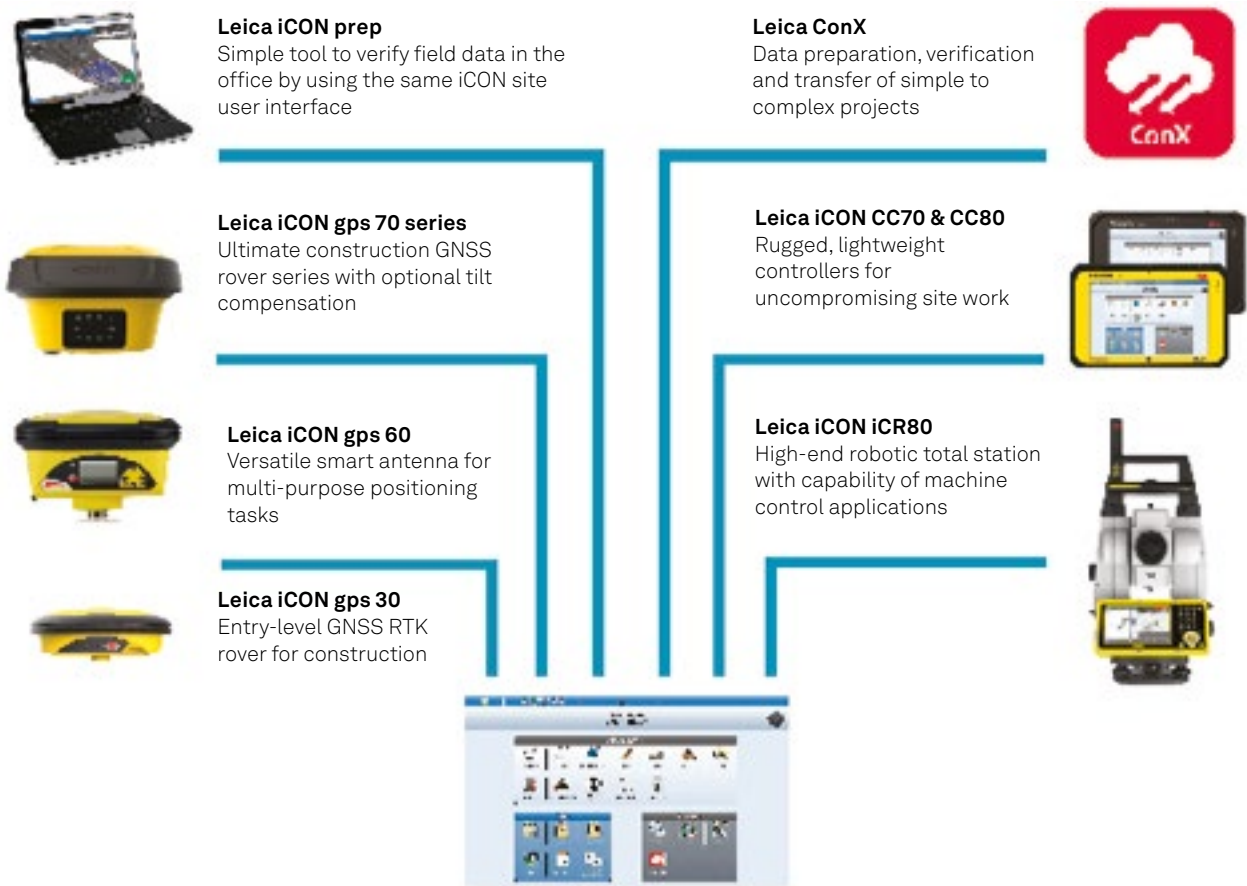 Leica iCON prep
Simple tool to verify field data in the
office by using the same iCON site
user interface
Leica ConX
Data preparation, verification
and transfer of simple to
complex projects
ConX
Leica iCON gps 70 series
Ultimate construction GNSS
rover series with optional tilt
compensation
Leica iCON CC70 & CC80
Rugged, lightweight
controllers for
uncompromising site work
Leica iCON gps 60
Versatile smart antenna for
multi-purpose positioning
tasks
Leica iCON iCR80
High-end robotic total station
with capability of machine
control applications
Leica iCON gps 30
Entry-level GNSS RTK
rover for construction